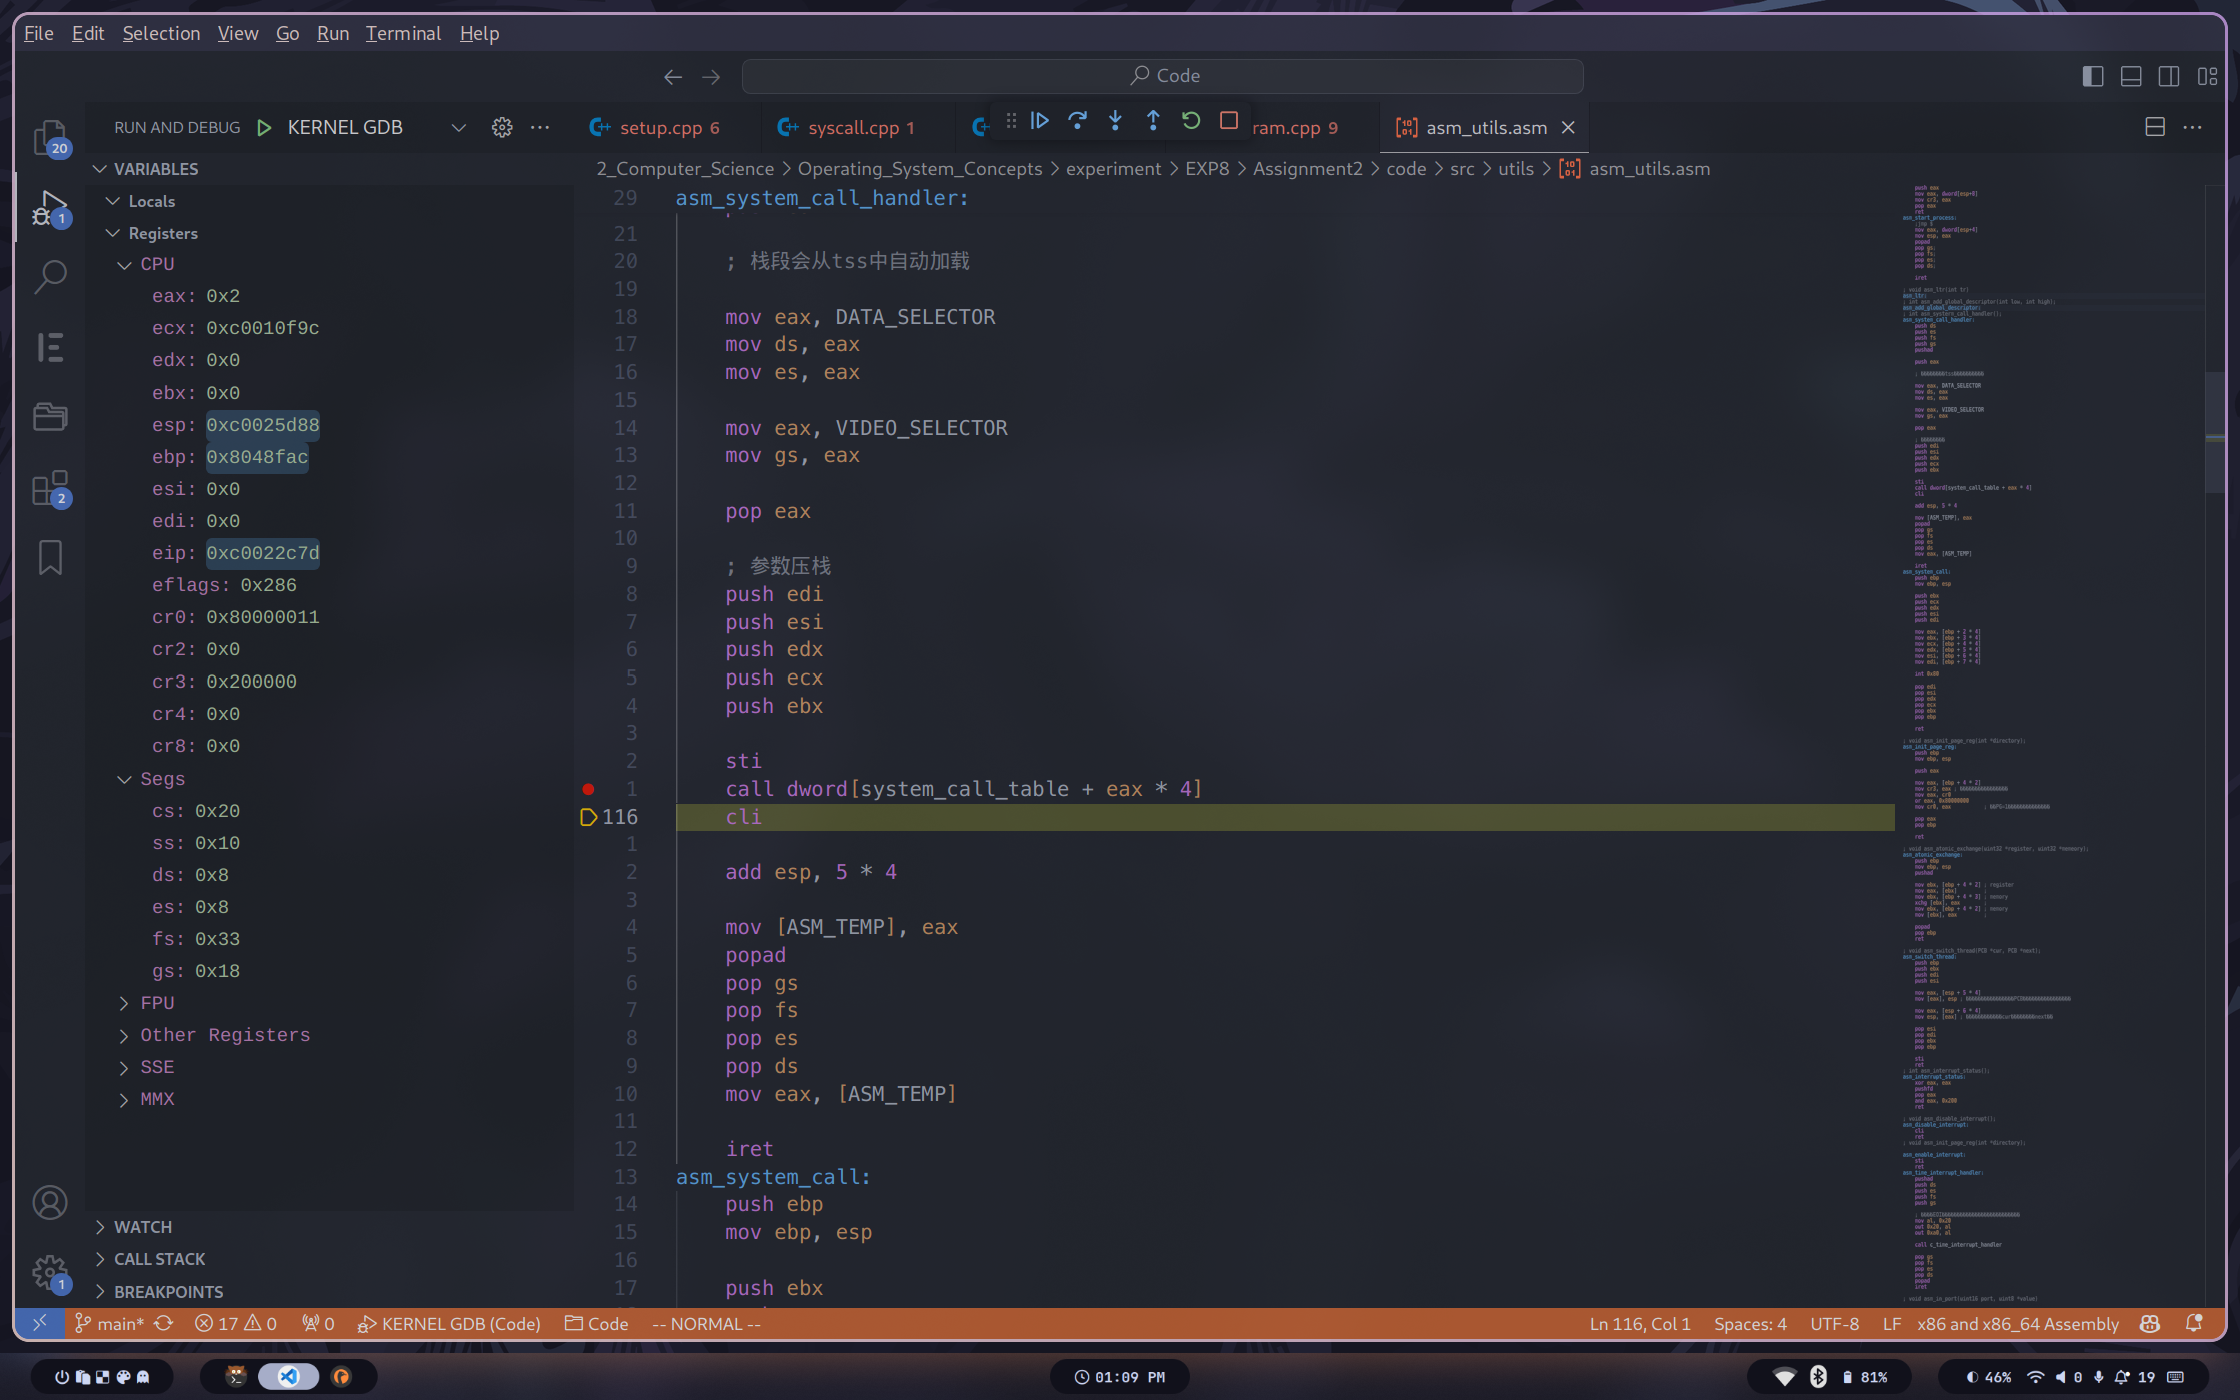 File Edit Selection View Go Run Terminal Help
Code
RUN AND DEBUG KERNEL GDB
setup.cpp 6
syscall.cpp 1
ram.cpp 9
asm_utils.asm
2_Computer_Science > Operating_System_Concepts > experiment > EXP8 > Assignment2 > code > src > utils > asm_utils.asm
VARIABLES
Locals
Registers
CPU
eax: 0x2
ecx: 0xc0010f9c
edx: 0x0
ebx: 0x0
esp: 0xc0025d88
ebp: 0x8048fac
esi: 0x0
edi: 0x0
eip: 0xc0022c7d
eflags: 0x286
cr0: 0x80000011
cr2: 0x0
cr3: 0x200000
cr4: 0x0
cr8: 0x0
Segs
cs: 0x20
ss: 0x10
ds: 0x8
es: 0x8
fs: 0x33
gs: 0x18
FPU
Other Registers
SSE
MMX
WATCH
CALL STACK
BREAKPOINTS
20
1
2
1
29 asm_system_call_handler:
21
20 ; 栈段会从tss中自动加载
19
18 mov eax, DATA_SELECTOR
17 mov ds, eax
16 mov es, eax
15
14 mov eax, VIDEO_SELECTOR
13 mov gs, eax
12
11 pop eax
10
9 ; 参数压栈
8 push edi
7 push esi
6 push edx
5 push ecx
4 push ebx
3
2 sti
1 call dword[system_call_table + eax * 4]
116 cli
1
2 add esp, 5 * 4
3
4 mov [ASM_TEMP], eax
5 popad
6 pop gs
7 pop fs
8 pop es
9 pop ds
10 mov eax, [ASM_TEMP]
11
12 iret
13 asm_system_call:
14 push ebp
15 mov ebp, esp
16
17 push ebx
main* 17 0 0 KERNEL GDB (Code) Code -- NORMAL -- Ln 116, Col 1 Spaces: 4 UTF-8 LF x86 and x86_64 Assembly
01:09 PM 81% 46% 0 19